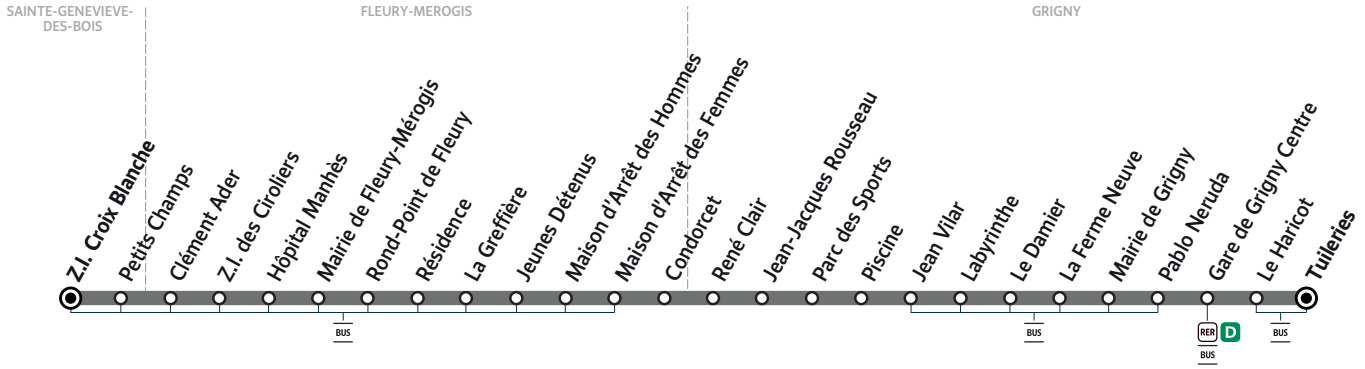 SAINTE-GENEVIEVE-
DES-BOIS
FLEURY-MEROGIS
GRIGNY
Z.I. Croix Blanche
Petits Champs
Clément Ader
Z.I. des Ciroliers
Hôpital Manhès
Mairie de Fleury-Mérogis
Rond-Point de Fleury
Résidence
La Greffière
Jeunes Détenus
Maison d'Arrêt des Hommes
Maison d'Arrêt des Femmes
Condorcet
René Clair
Jean-Jacques Rousseau
Parc des Sports
Piscine
Jean Vilar
Labyrinthe
Le Damier
La Ferme Neuve
Mairie de Grigny
Pablo Neruda
Gare de Grigny Centre
Le Haricot
Tuileries
BUS
BUS
RER D
BUS
BUS